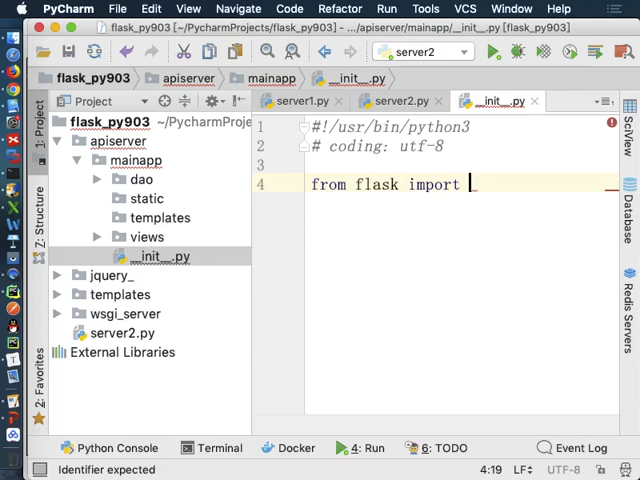 PyCharm File Edit View Navigate Code Refactor Run Tools VCS Window Help
flask_py903 [~/PycharmProjects/flask_py903] - .../apiserver/mainapp/__init__.py [flask_py903]
server2
flask_py903 apiserver mainapp __init__.py
Project
server1.py server2.py __init__.py
flask_py903 ~/PycharmProje
apiserver
mainapp
dao
static
templates
views
__init__.py
jquery_
templates
wsgi_server
server2.py
External Libraries
1 #!/usr/bin/python3
2 # coding: utf-8
3
4 from flask import
1: Project
Z: Structure
2: Favorites
SciView
Database
Redis Servers
Python Console Terminal Docker 4: Run 6: TODO Event Log
Identifier expected 4:19 LF UTF-8